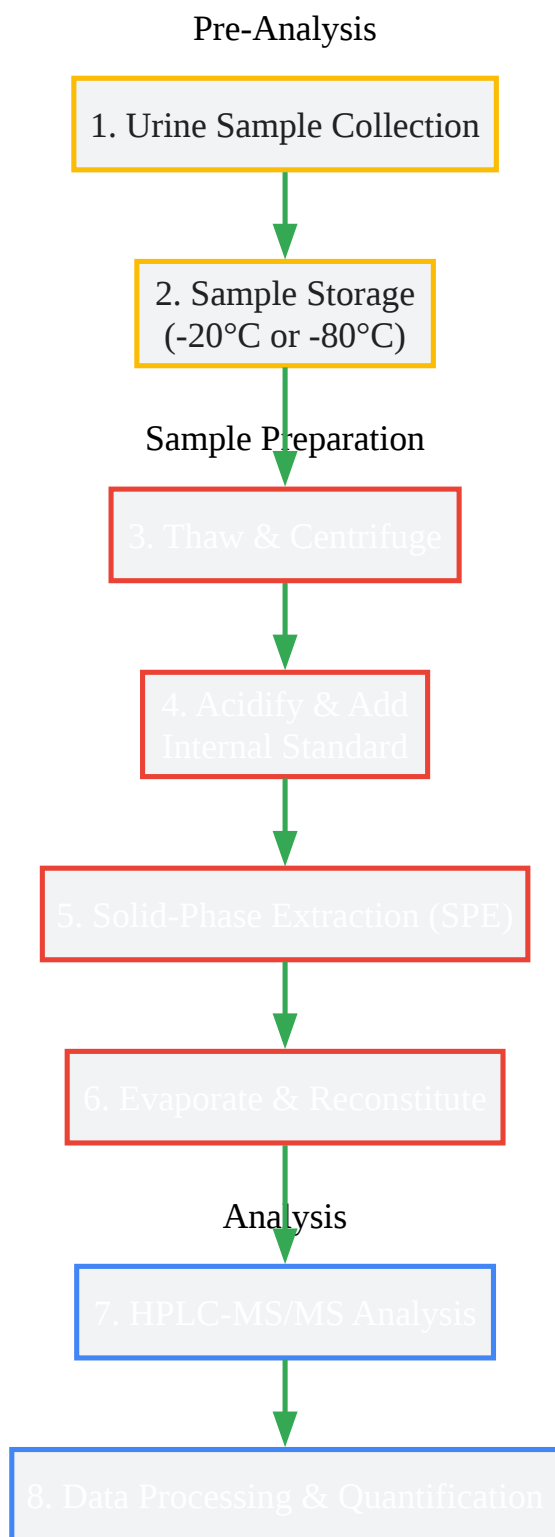 Pre-Analysis
1. Urine Sample Collection
2. Sample Storage
(-20°C or -80°C)
Sample Preparation
3. Thaw & Centrifuge
4. Acidify & Add
Internal Standard
5. Solid-Phase Extraction (SPE)
6. Evaporate & Reconstitute
Analysis
7. HPLC-MS/MS Analysis
8. Data Processing & Quantification